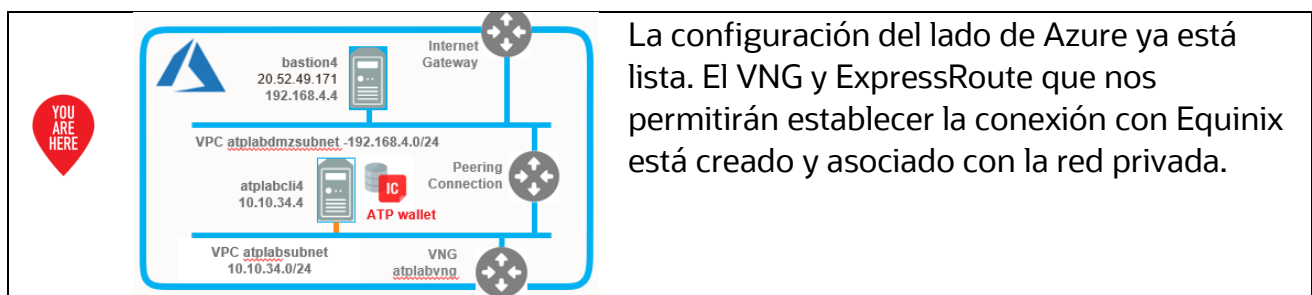 YOU
ARE
HERE
Internet
Gateway
bastion4
20.52.49.171
192.168.4.4
VPC atplabdmzsubnet -192.168.4.0/24
Peering
Connection
atplabcli4
10.10.34.4
IC
ATP wallet
VPC atplabsubnet
10.10.34.0/24
VNG
atplabvng
La configuración del lado de Azure ya está
lista. El VNG y ExpressRoute que nos
permitirán establecer la conexión con Equinix
está creado y asociado con la red privada.